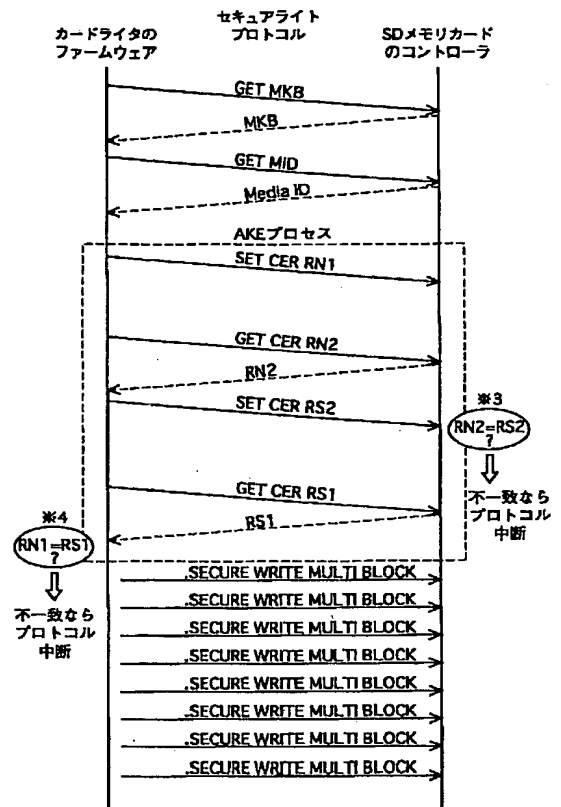 セキュアライト
プロトコル
カードライタの
ファームウェア
SDメモリカード
のコントローラ
GET MKB
MKB
GET MID
Media ID
AKEプロセス
SET CER RN1
GET CER RN2
RN2
SET CER RS2
※3
RN2=RS2
?
不一致なら
プロトコル
中断
GET CER RS1
RS1
※4
RN1=RS1
?
不一致なら
プロトコル
中断
.SECURE WRITE MULTI BLOCK
.SECURE WRITE MULTI BLOCK
.SECURE WRITE MULTI BLOCK
.SECURE WRITE MULTI BLOCK
.SECURE WRITE MULTI BLOCK
.SECURE WRITE MULTI BLOCK
.SECURE WRITE MULTI BLOCK
.SECURE WRITE MULTI BLOCK